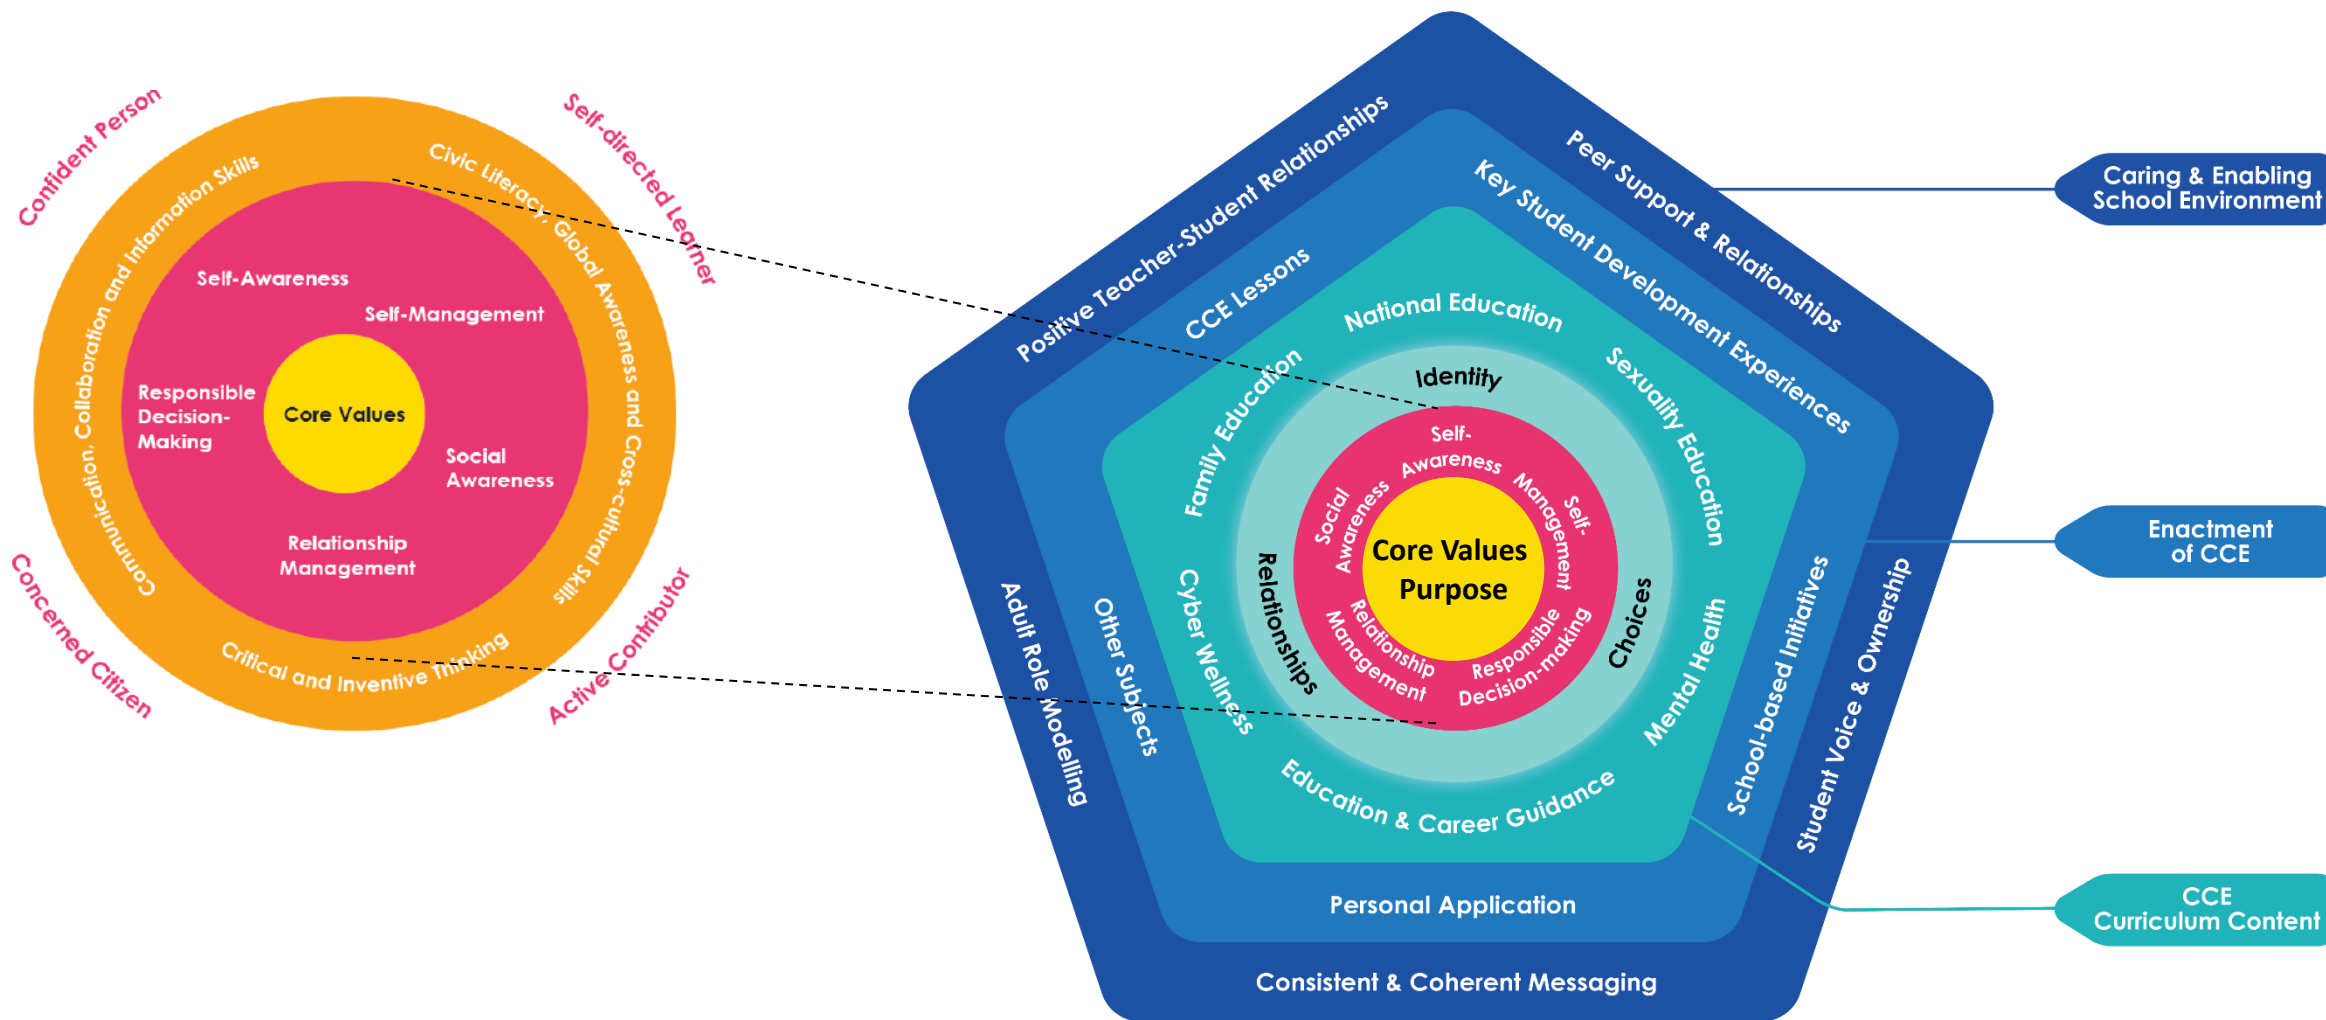 Confident Person
Self-directed Learner
Concerned Citizen
Active Contributor
Communication, Collaboration and Information Skills
Civic Literacy, Global Awareness and Cross-cultural Skills
Critical and Inventive Thinking
Self-Awareness
Self-Management
Responsible
Decision-
Making
Core Values
Social
Awareness
Relationship
Management
Positive Teacher-Student Relationships
Peer Support & Relationships
Adult Role Modelling
Student Voice & Ownership
Consistent & Coherent Messaging
CCE Lessons
Key Student Development Experiences
Other Subjects
School-based Initiatives
Personal Application
National Education
Family Education
Sexuality Education
Cyber Wellness
Mental Health
Education & Career Guidance
Identity
Relationships
Choices
Self-
Awareness
Social
Awareness
Self-
Management
Relationship
Management
Responsible
Decision-making
Core Values
Purpose
Caring & Enabling
School Environment
Enactment
of CCE
CCE
Curriculum Content